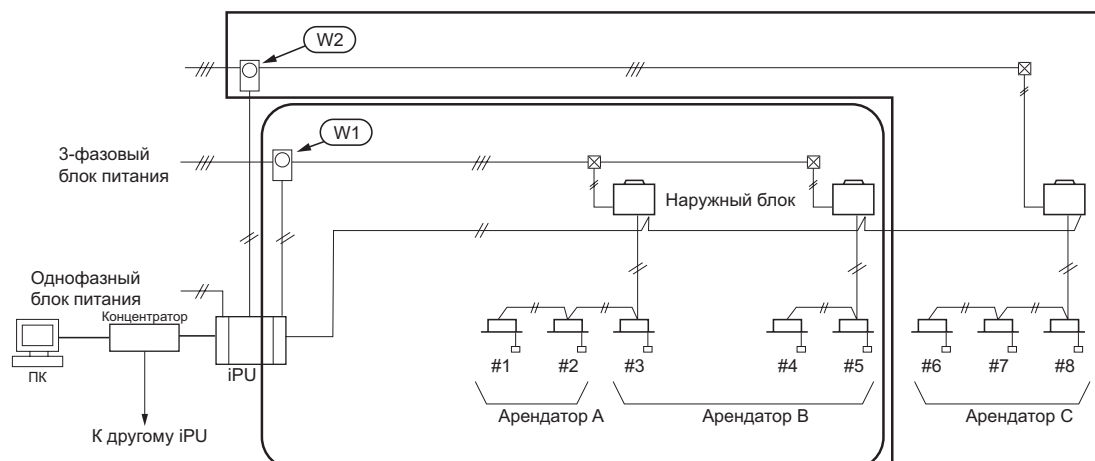 W2
W1
3-фазовый
блок питания
Наружный блок
Однофазный
блок питания
Концентратор
ПК
iPU
#1 #2 #3 #4 #5 #6 #7 #8
Арендатор A Арендатор B Арендатор C
К другому iPU